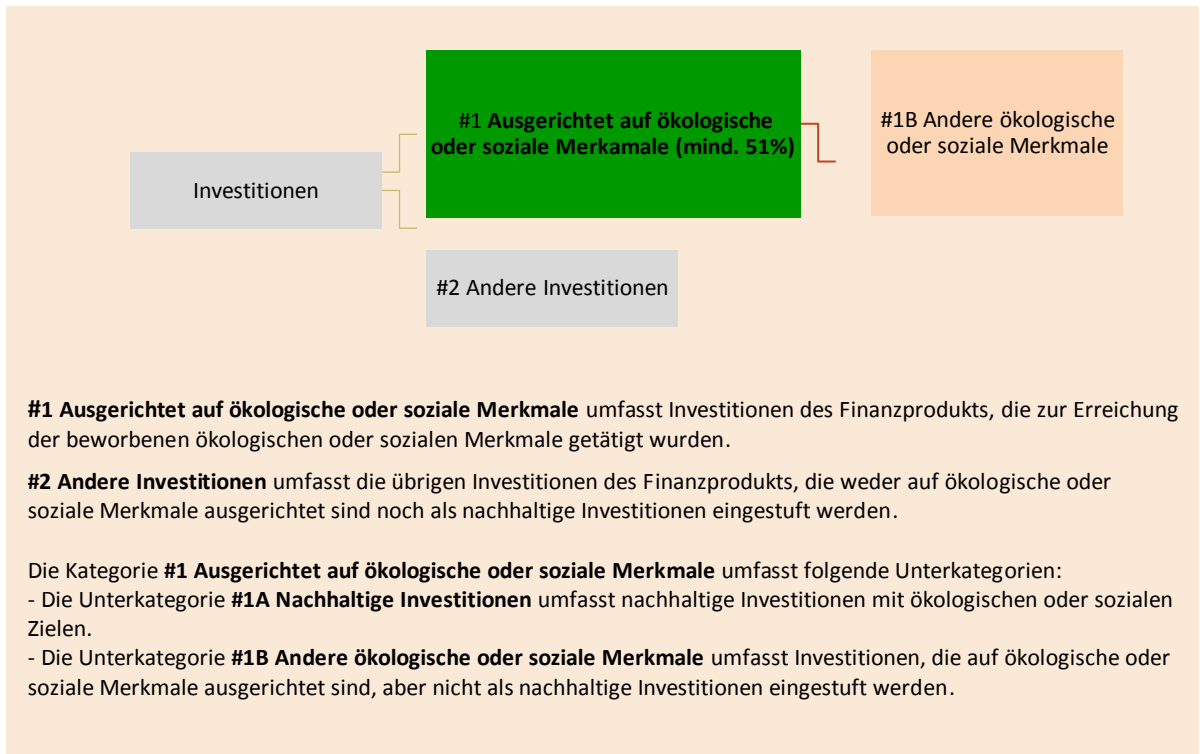 #1 Ausgerichtet auf ökologische
oder soziale Merkamale (mind. 51%)
#1B Andere ökologische
oder soziale Merkmale
Investitionen
#2 Andere Investitionen
#1 Ausgerichtet auf ökologische oder soziale Merkmale umfasst Investitionen des Finanzprodukts, die zur Erreichung
der beworbenen ökologischen oder sozialen Merkmale getätigt wurden.
#2 Andere Investitionen umfasst die übrigen Investitionen des Finanzprodukts, die weder auf ökologische oder
soziale Merkmale ausgerichtet sind noch als nachhaltige Investitionen eingestuft werden.
Die Kategorie #1 Ausgerichtet auf ökologische oder soziale Merkmale umfasst folgende Unterkategorien:
- Die Unterkategorie #1A Nachhaltige Investitionen umfasst nachhaltige Investitionen mit ökologischen oder sozialen
Zielen.
- Die Unterkategorie #1B Andere ökologische oder soziale Merkmale umfasst Investitionen, die auf ökologische oder
soziale Merkmale ausgerichtet sind, aber nicht als nachhaltige Investitionen eingestuft werden.